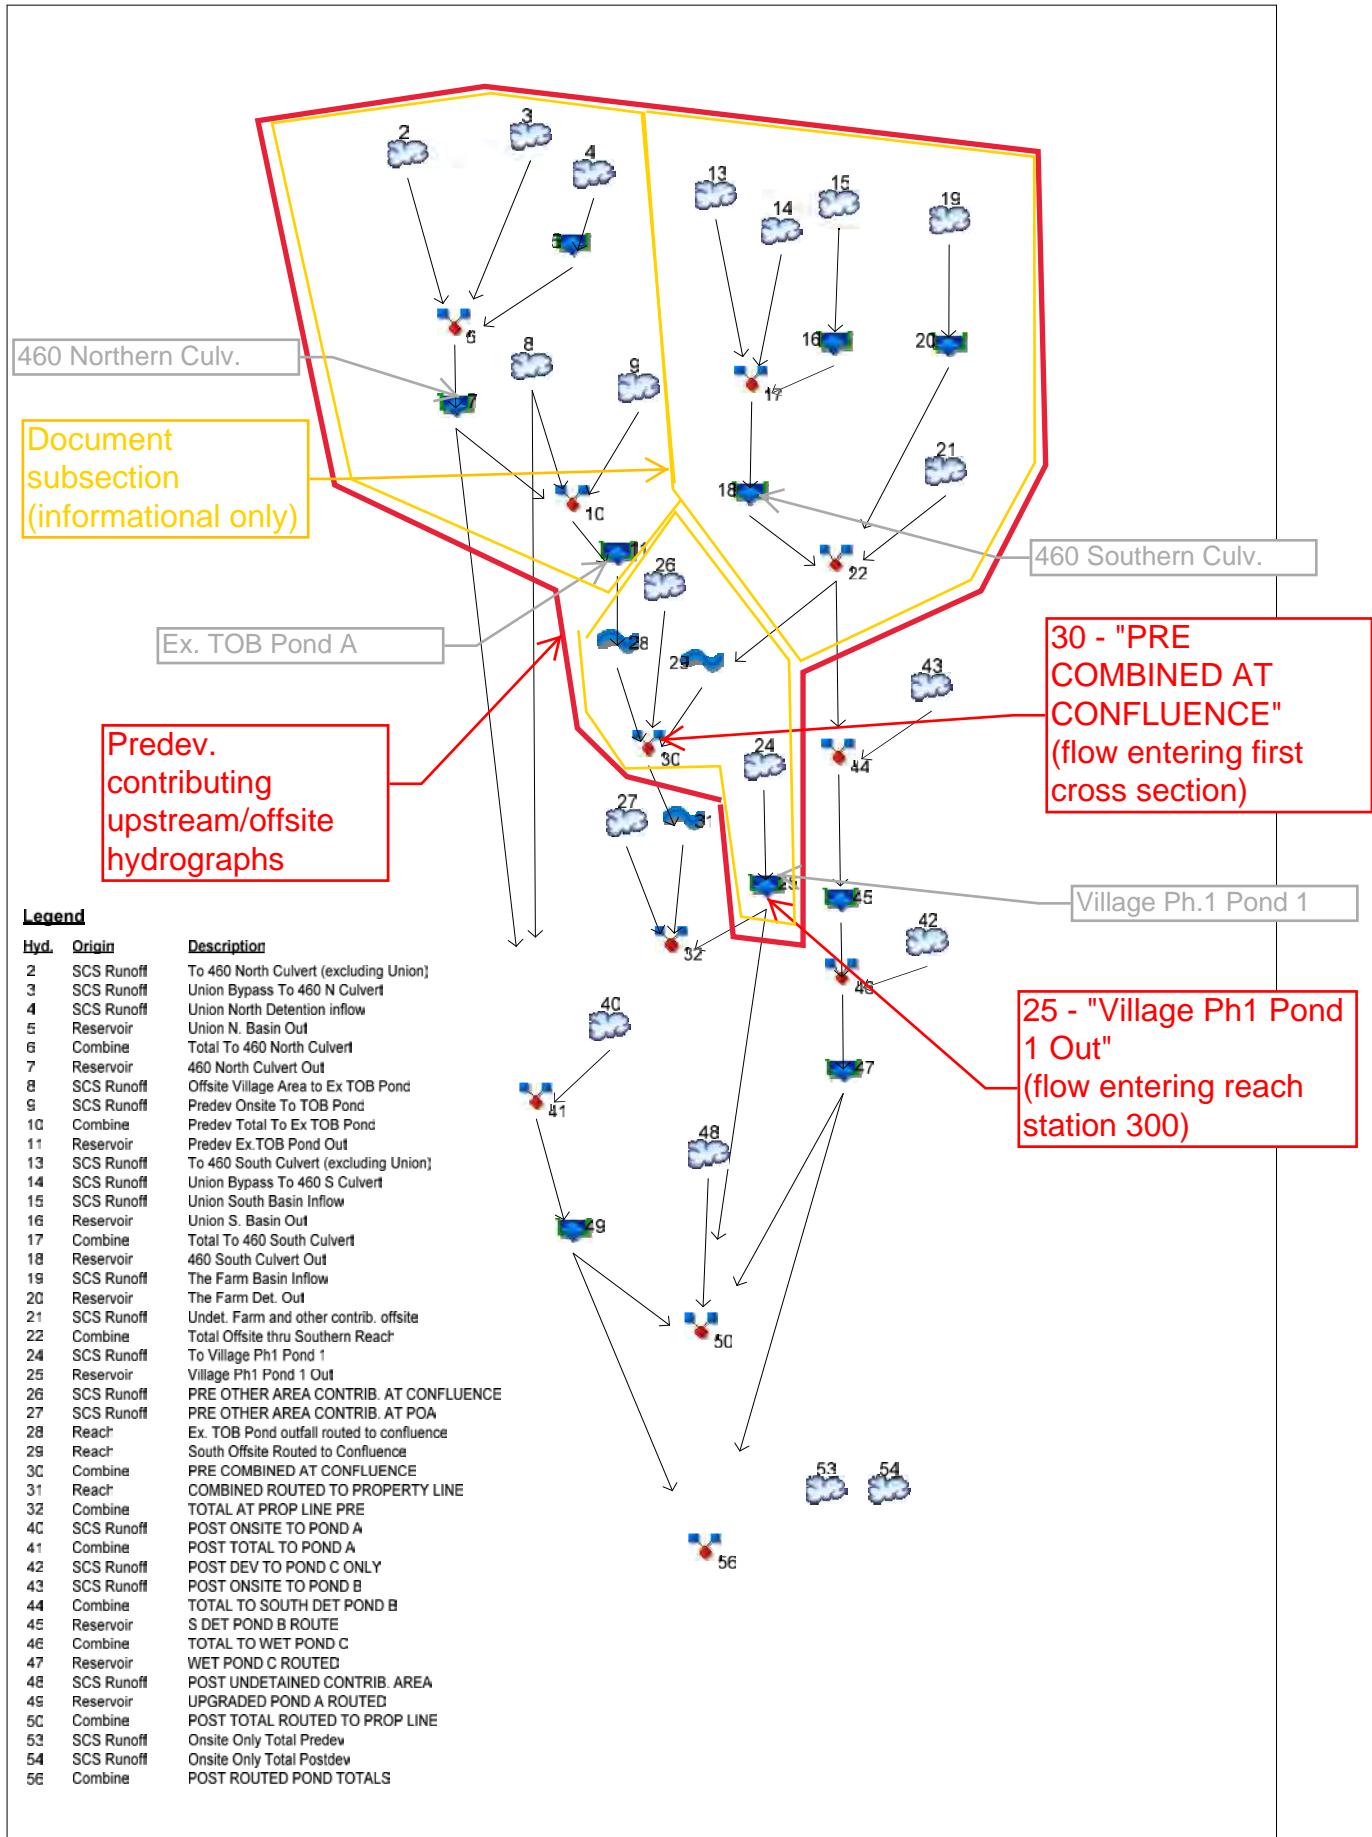 3
2
4
13
15
14
19
5
6
16
20
460 Northern Culv.
8
9
17
7
Document
subsection
(informational only)
21
18
10
460 Southern Culv.
11
22
26
Ex. TOB Pond A
28
29
43
30 - "PRE
COMBINED AT
CONFLUENCE"
(flow entering first
cross section)
Predev.
contributing
upstream/offsite
hydrographs
30
24
44
27
31
25
45
Village Ph.1 Pond 1
42
32
46
25 - "Village Ph1 Pond
1 Out"
(flow entering reach
station 300)
40
47
41
48
49
50
53
54
56
Legend
Hyd. Origin Description
2 SCS Runoff To 460 North Culvert (excluding Union)
3 SCS Runoff Union Bypass To 460 N Culvert
4 SCS Runoff Union North Detention inflow
5 Reservoir Union N. Basin Out
6 Combine Total To 460 North Culvert
7 Reservoir 460 North Culvert Out
8 SCS Runoff Offsite Village Area to Ex TOB Pond
9 SCS Runoff Predev Onsite To TOB Pond
10 Combine Predev Total To Ex TOB Pond
11 Reservoir Predev Ex.TOB Pond Out
13 SCS Runoff To 460 South Culvert (excluding Union)
14 SCS Runoff Union Bypass To 460 S Culvert
15 SCS Runoff Union South Basin Inflow
16 Reservoir Union S. Basin Out
17 Combine Total To 460 South Culvert
18 Reservoir 460 South Culvert Out
19 SCS Runoff The Farm Basin Inflow
20 Reservoir The Farm Det. Out
21 SCS Runoff Undet. Farm and other contrib. offsite
22 Combine Total Offsite thru Southern Reach
24 SCS Runoff To Village Ph1 Pond 1
25 Reservoir Village Ph1 Pond 1 Out
26 SCS Runoff PRE OTHER AREA CONTRIB. AT CONFLUENCE
27 SCS Runoff PRE OTHER AREA CONTRIB. AT POA
28 Reach Ex. TOB Pond outfall routed to confluence
29 Reach South Offsite Routed to Confluence
30 Combine PRE COMBINED AT CONFLUENCE
31 Reach COMBINED ROUTED TO PROPERTY LINE
32 Combine TOTAL AT PROP LINE PRE
40 SCS Runoff POST ONSITE TO POND A
41 Combine POST TOTAL TO POND A
42 SCS Runoff POST DEV TO POND C ONLY
43 SCS Runoff POST ONSITE TO POND B
44 Combine TOTAL TO SOUTH DET POND B
45 Reservoir S DET POND B ROUTE
46 Combine TOTAL TO WET POND C
47 Reservoir WET POND C ROUTED
48 SCS Runoff POST UNDETAINED CONTRIB. AREA
49 Reservoir UPGRADED POND A ROUTED
50 Combine POST TOTAL ROUTED TO PROP LINE
53 SCS Runoff Onsite Only Total Predev
54 SCS Runoff Onsite Only Total Postdev
56 Combine POST ROUTED POND TOTALS